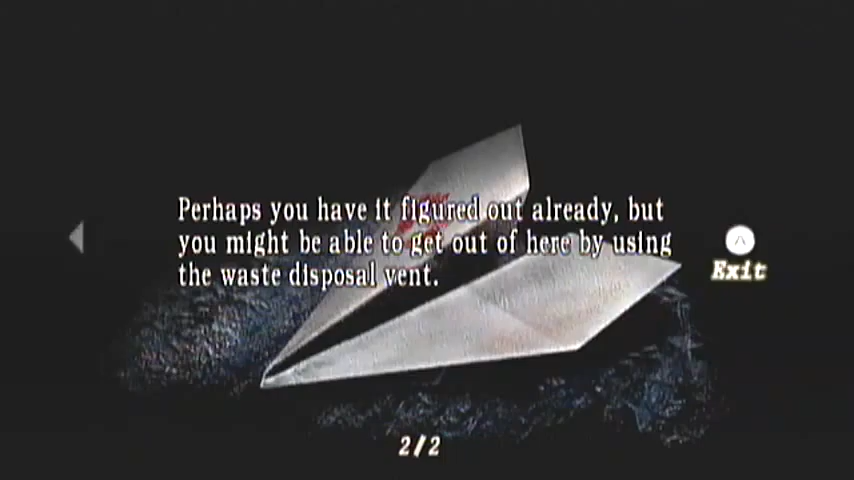 Perhaps you have it figured out already, but
you might be able to get out of here by using
the waste disposal vent.
A
Exit
2/2